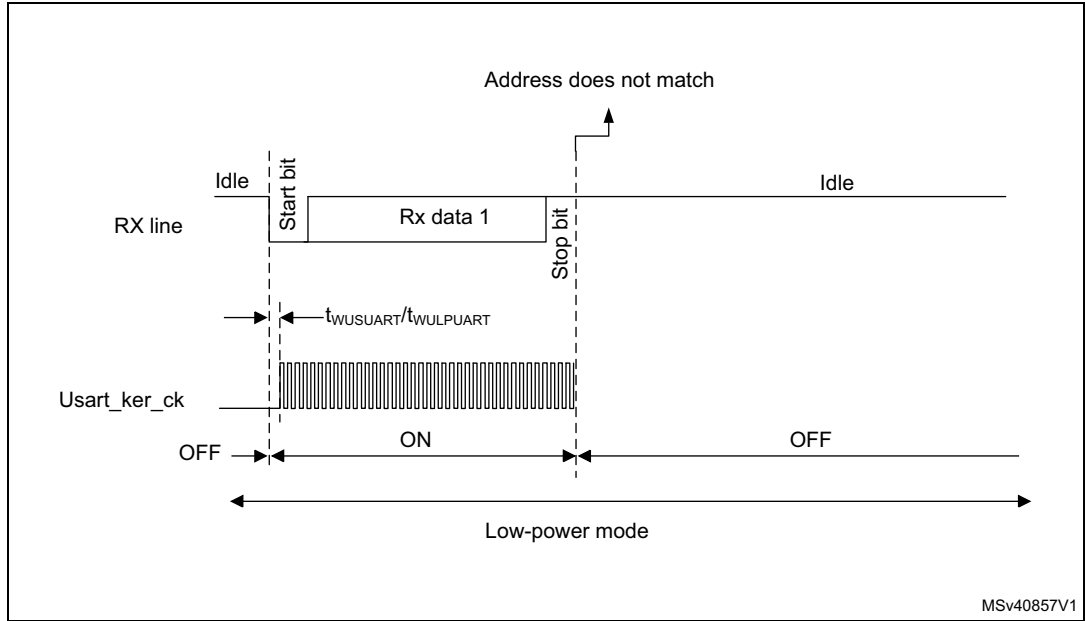 Address does not match
Idle
Start bit
Idle
RX line
Rx data 1
Stop bit
tWUSUART/tWULPUART
Usart_ker_ck
OFF
ON
OFF
Low-power mode
MSv40857V1